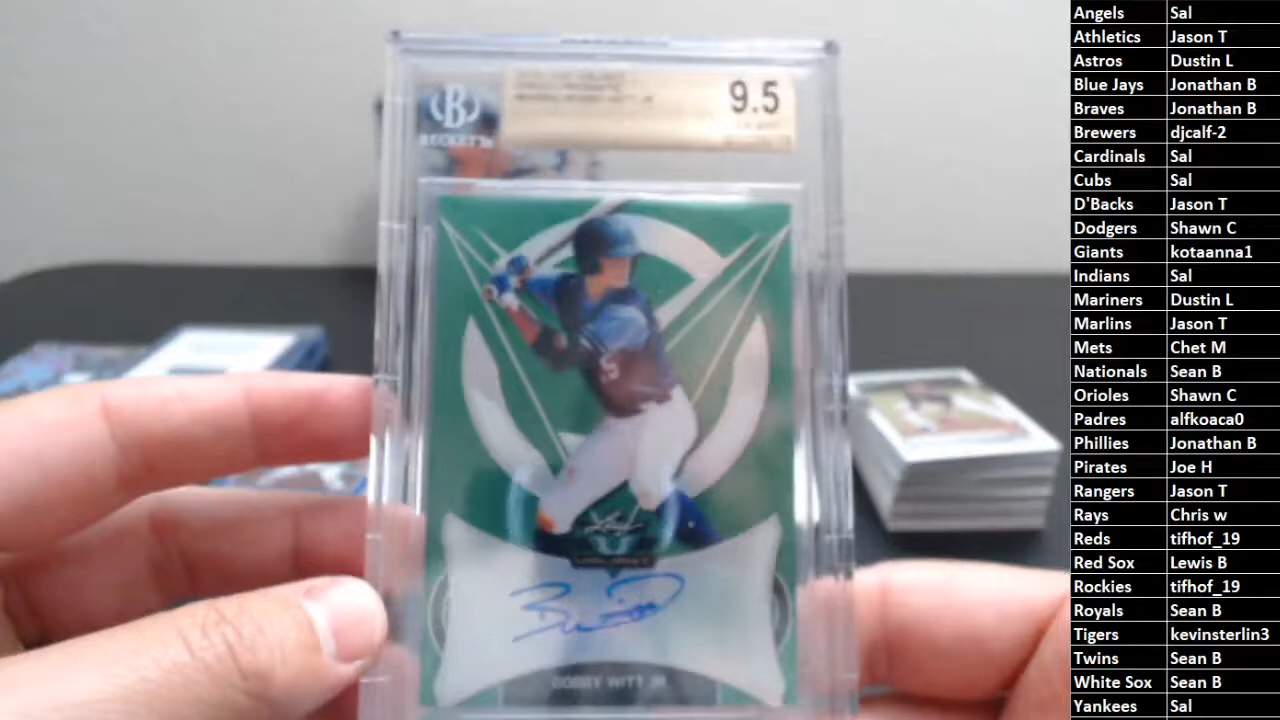 BECKETT
9.5
5
BOBBY WITT JR
Angels Sal
Athletics Jason T
Astros Dustin L
Blue Jays Jonathan B
Braves Jonathan B
Brewers djcalf-2
Cardinals Sal
Cubs Sal
D'Backs Jason T
Dodgers Shawn C
Giants kotaanna1
Indians Sal
Mariners Dustin L
Marlins Jason T
Mets Chet M
Nationals Sean B
Orioles Shawn C
Padres alfkoaca0
Phillies Jonathan B
Pirates Joe H
Rangers Jason T
Rays Chris w
Reds tifhof_19
Red Sox Lewis B
Rockies tifhof_19
Royals Sean B
Tigers kevinsterlin3
Twins Sean B
White Sox Sean B
Yankees Sal